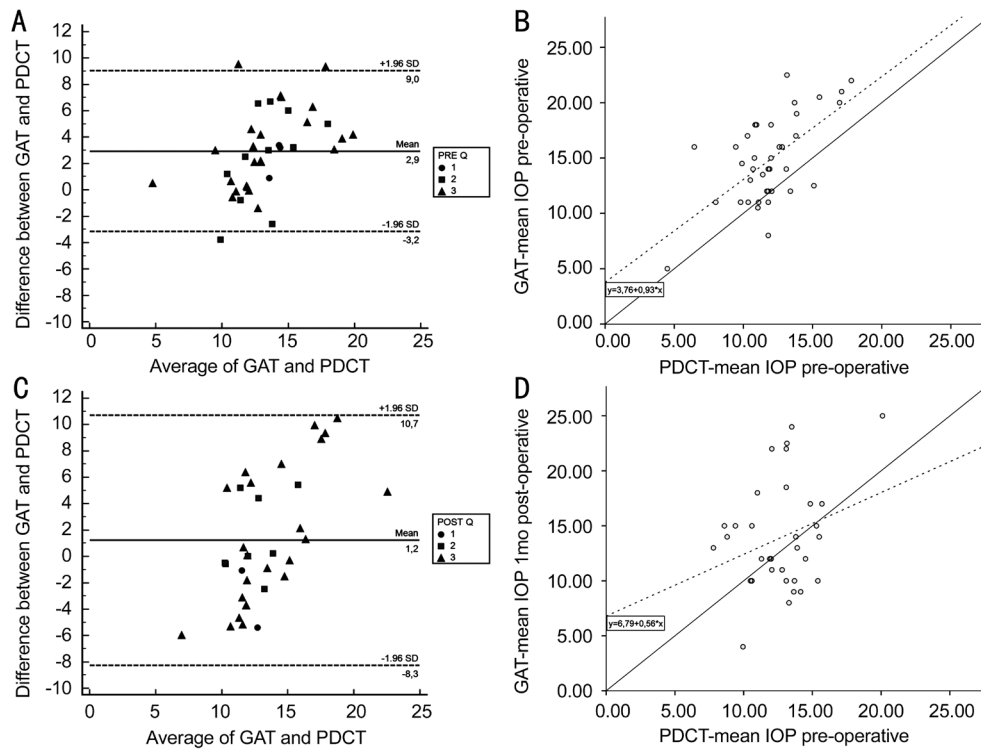 A
Difference between GAT and PDCT
12
10
8
6
4
2
0
-2
-4
-6
-8
-10
+1.96 SD
9,0
Mean
2,9
-1.96 SD
-3,2
0 5 10 15 20 25
Average of GAT and PDCT
PRE Q
1
2
3
B
GAT-mean IOP pre-operative
25.00
20.00
15.00
10.00
5.00
0.00
y=3,76+0,93*x
0.00 5.00 10.00 15.00 20.00 25.00
PDCT-mean IOP pre-operative
C
Difference between GAT and PDCT
12
10
8
6
4
2
0
-2
-4
-6
-8
-10
+1.96 SD
10,7
Mean
1,2
-1.96 SD
-8,3
0 5 10 15 20 25
Average of GAT and PDCT
POST Q
1
2
3
D
GAT-mean IOP 1mo post-operative
25.00
20.00
15.00
10.00
5.00
0.00
y=6,79+0,56*x
0.00 5.00 10.00 15.00 20.00 25.00
PDCT-mean IOP pre-operative